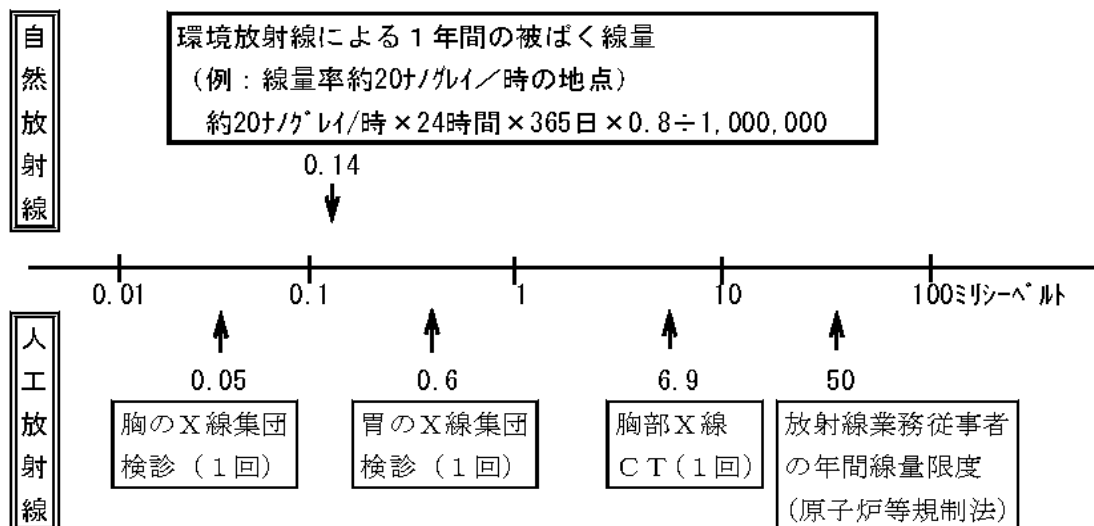 自然放射線
環境放射線による1年間の被ばく線量
（例：線量率約20ﾅﾉｸﾞﾚｲ／時の地点）
約20ﾅﾉｸﾞﾚｲ/時×24時間×365日×0.8÷1,000,000
0.14
0.01 0.1 1 10 100ﾐﾘｼｰﾍﾞﾙﾄ
人工放射線
0.05 0.6 6.9 50
胸のＸ線集団
検診（１回）
胃のＸ線集団
検診（１回）
胸部Ｘ線
ＣＴ(１回)
放射線業務従事者
の年間線量限度
(原子炉等規制法)